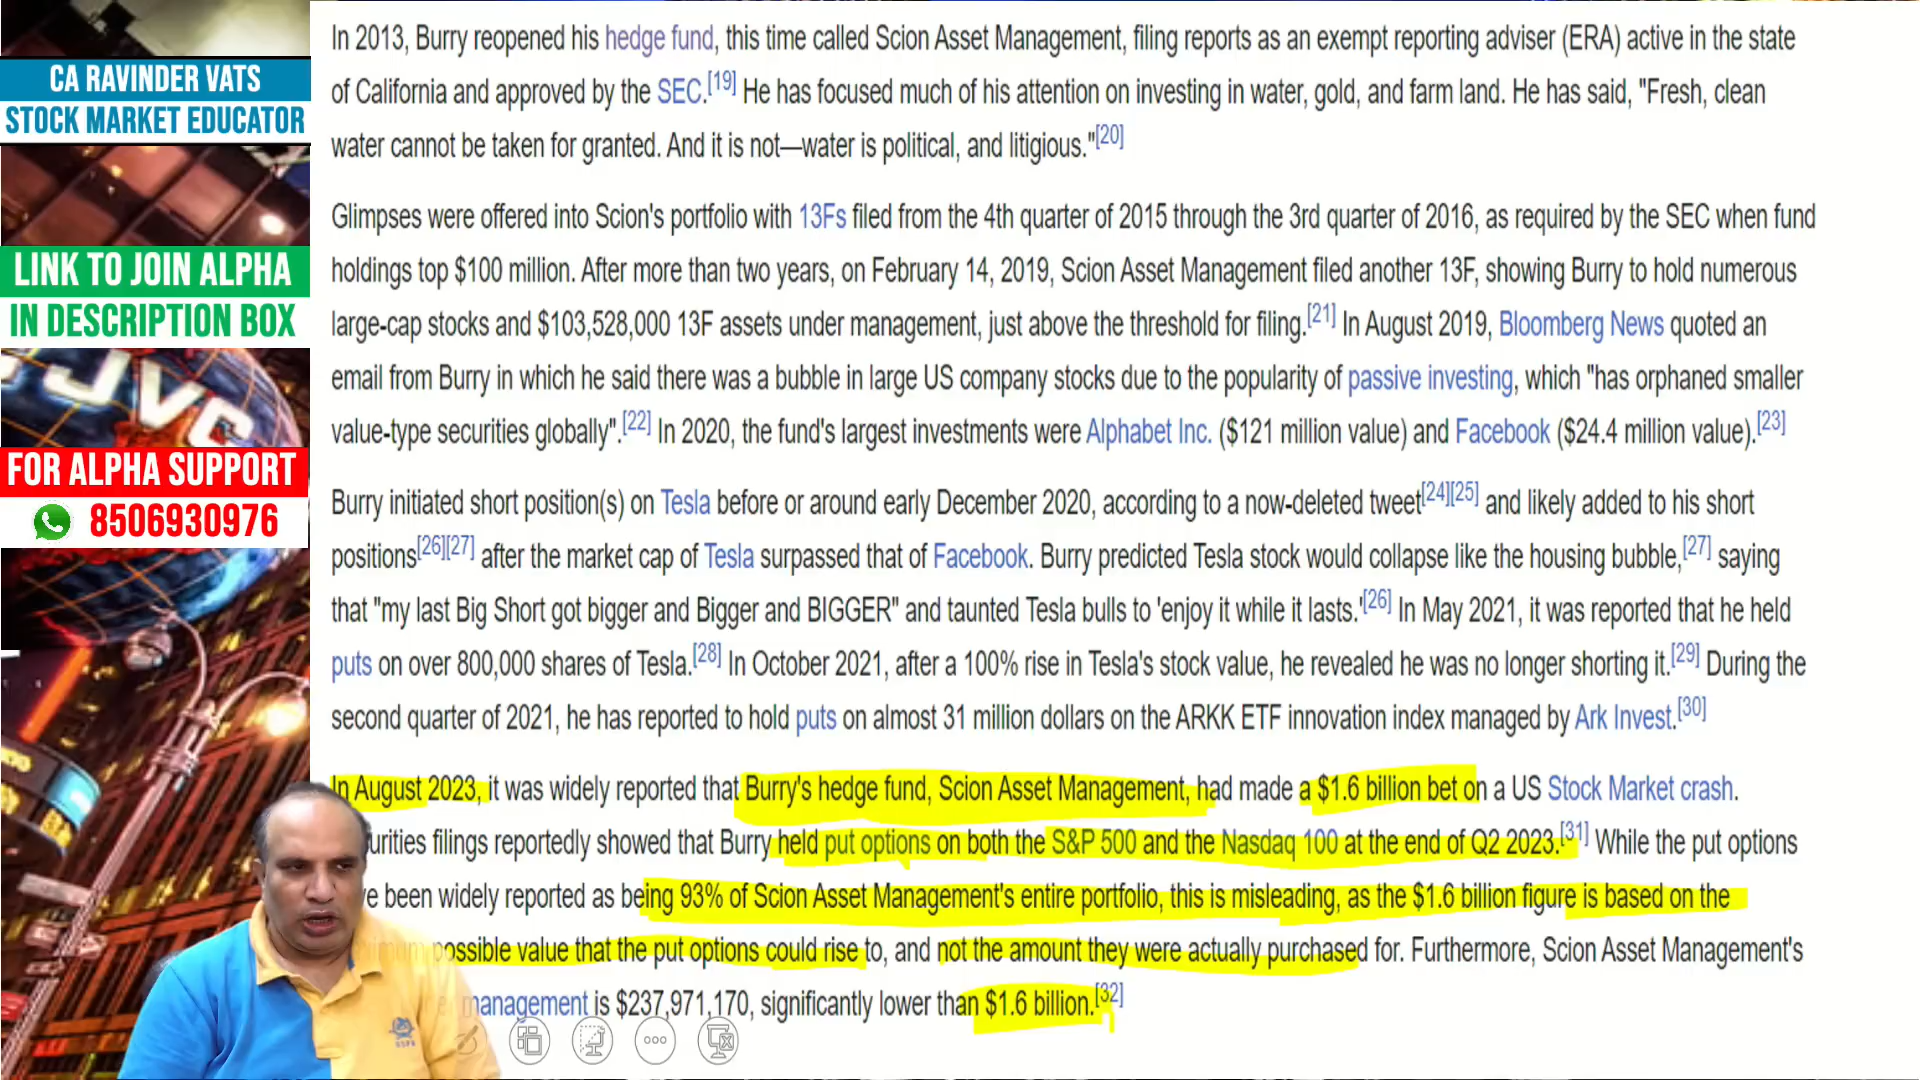 CA RAVINDER VATS
STOCK MARKET EDUCATOR
LINK TO JOIN ALPHA
IN DESCRIPTION BOX
JVC
FOR ALPHA SUPPORT
8506930976
In 2013, Burry reopened his hedge fund, this time called Scion Asset Management, filing reports as an exempt reporting adviser (ERA) active in the state
of California and approved by the SEC.[19] He has focused much of his attention on investing in water, gold, and farm land. He has said, "Fresh, clean
water cannot be taken for granted. And it is not—water is political, and litigious."[20]
Glimpses were offered into Scion's portfolio with 13Fs filed from the 4th quarter of 2015 through the 3rd quarter of 2016, as required by the SEC when fund
holdings top $100 million. After more than two years, on February 14, 2019, Scion Asset Management filed another 13F, showing Burry to hold numerous
large-cap stocks and $103,528,000 13F assets under management, just above the threshold for filing.[21] In August 2019, Bloomberg News quoted an
email from Burry in which he said there was a bubble in large US company stocks due to the popularity of passive investing, which "has orphaned smaller
value-type securities globally".[22] In 2020, the fund's largest investments were Alphabet Inc. ($121 million value) and Facebook ($24.4 million value).[23]
Burry initiated short position(s) on Tesla before or around early December 2020, according to a now-deleted tweet[24][25] and likely added to his short
positions[26][27] after the market cap of Tesla surpassed that of Facebook. Burry predicted Tesla stock would collapse like the housing bubble,[27] saying
that "my last Big Short got bigger and Bigger and BIGGER" and taunted Tesla bulls to 'enjoy it while it lasts.'[26] In May 2021, it was reported that he held
puts on over 800,000 shares of Tesla.[28] In October 2021, after a 100% rise in Tesla's stock value, he revealed he was no longer shorting it.[29] During the
second quarter of 2021, he has reported to hold puts on almost 31 million dollars on the ARKK ETF innovation index managed by Ark Invest.[30]
In August 2023, it was widely reported that Burry's hedge fund, Scion Asset Management, had made a $1.6 billion bet on a US Stock Market crash.
urities filings reportedly showed that Burry held put options on both the S&P 500 and the Nasdaq 100 at the end of Q2 2023.[31] While the put options
ve been widely reported as being 93% of Scion Asset Management's entire portfolio, this is misleading, as the $1.6 billion figure is based on the
possible value that the put options could rise to, and not the amount they were actually purchased for. Furthermore, Scion Asset Management's
management is $237,971,170, significantly lower than $1.6 billion.[32]